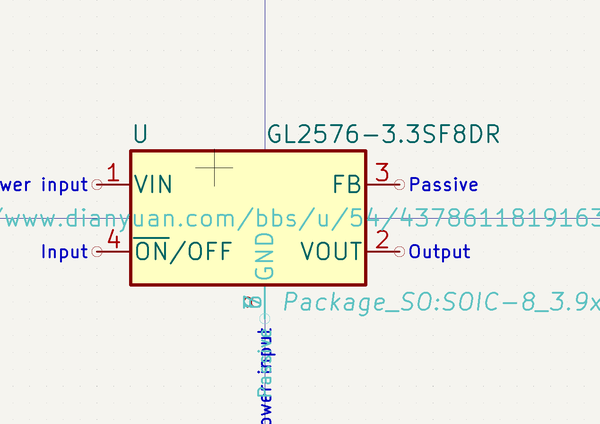 U GL2576-3.3SF8DR
1 3
wer input VIN FB Passive
/www.dianyuan.com/bbs/u/54/4378611819163
4 2
Input ON/OFF GND VOUT Output
Package_SO:SOIC-8_3.9x
ower input